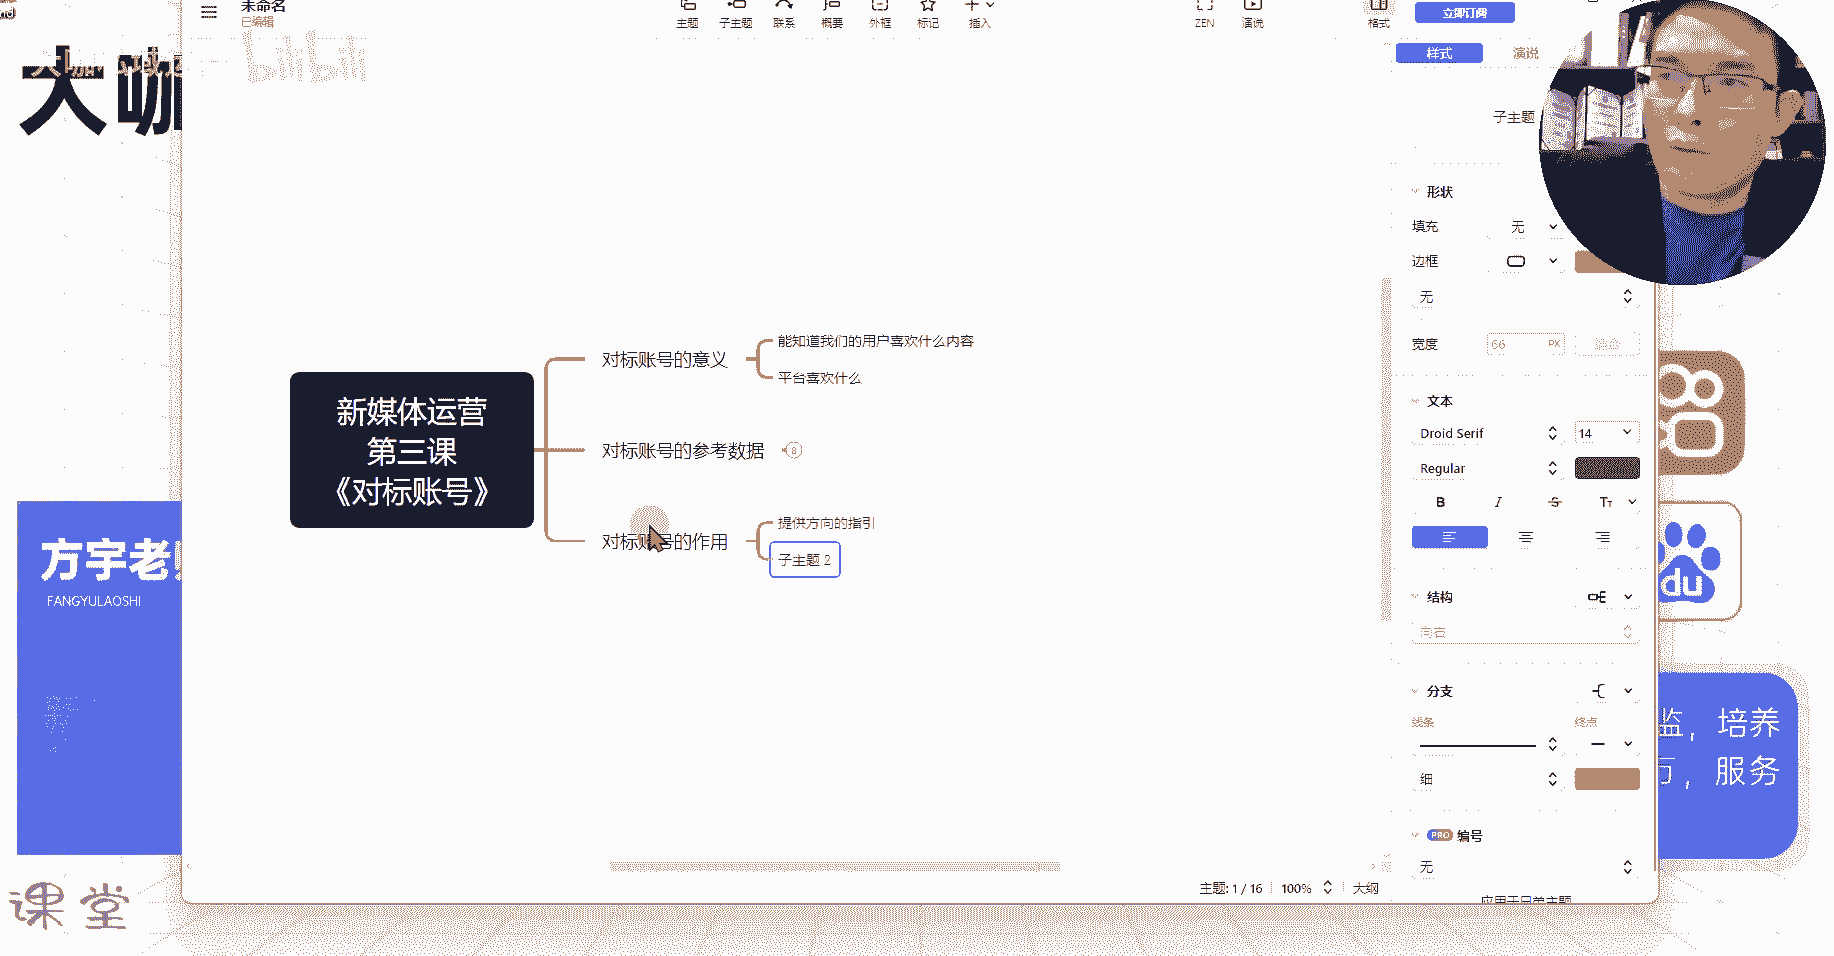 未命名
已编辑
主题
子主题
联系
概要
外框
标记
插入
ZEN
演说
格式
立即订阅
bilibili
大咖
样式
演说
子主题
形状
填充
无
边框
无
宽度
66
PX
文本
Droid Serif
14
Regular
B
I
S
TT
结构
向右
分支
线条
终点
细
PRO 编号
无
新媒体运营
第三课
《对标账号》
对标账号的意义
能知道我们的用户喜欢什么内容
平台喜欢什么
对标账号的参考数据
8
对标账号的作用
提供方向的指引
子主题 2
方宇老
FANGYULAOSHI
du
监，培养
万，服务
课堂
主题: 1 / 16
100%
大纲